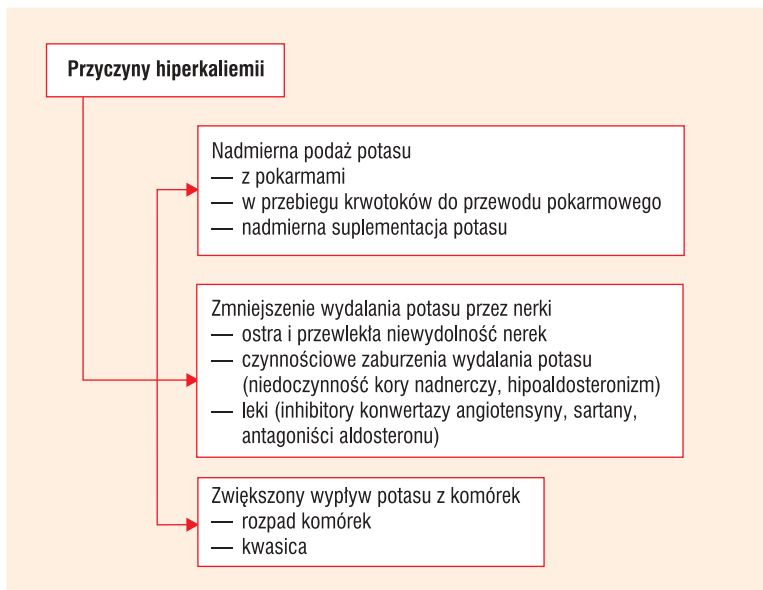 Przyczyny hiperkaliemii
Nadmierna podaż potasu
— z pokarmami
— w przebiegu krwotoków do przewodu pokarmowego
— nadmierna suplementacja potasu
Zmniejszenie wydalania potasu przez nerki
— ostra i przewlekła niewydolność nerek
— czynnościowe zaburzenia wydalania potasu
(niedoczynność kory nadnerczy, hipoaldosteronizm)
— leki (inhibitory konwertazy angiotensyny, sartany,
antagoniści aldosteronu)
Zwiększony wypływ potasu z komórek
— rozpad komórek
— kwasica